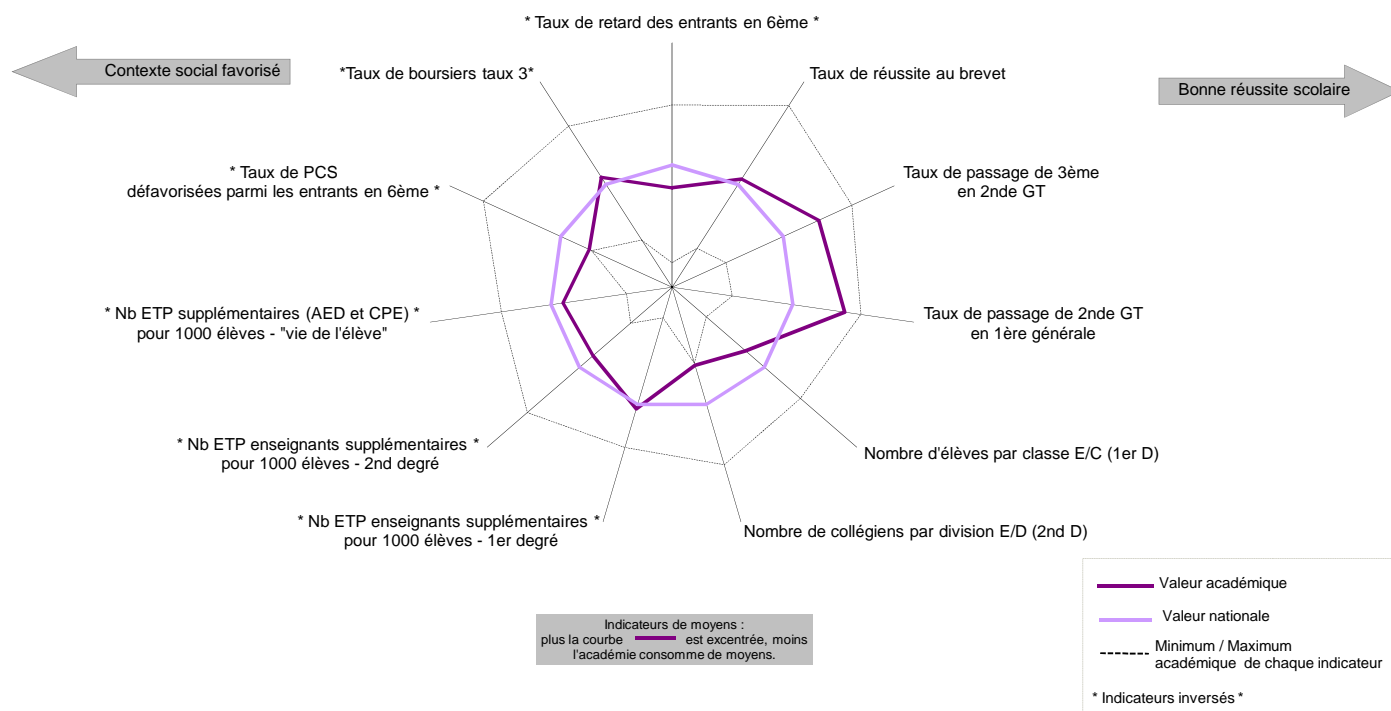 * Taux de retard des entrants en 6ème *
Contexte social favorisé
*Taux de boursiers taux 3*
Taux de réussite au brevet
Bonne réussite scolaire
* Taux de PCS
défavorisées parmi les entrants en 6ème *
Taux de passage de 3ème
en 2nde GT
* Nb ETP supplémentaires (AED et CPE) *
pour 1000 élèves - "vie de l'élève"
Taux de passage de 2nde GT
en 1ère générale
* Nb ETP enseignants supplémentaires *
pour 1000 élèves - 2nd degré
Nombre d'élèves par classe E/C (1er D)
* Nb ETP enseignants supplémentaires *
pour 1000 élèves - 1er degré
Nombre de collégiens par division E/D (2nd D)
Indicateurs de moyens :
plus la courbe est excentrée, moins
l'académie consomme de moyens.
Valeur académique
Valeur nationale
Minimum / Maximum
académique de chaque indicateur
* Indicateurs inversés *